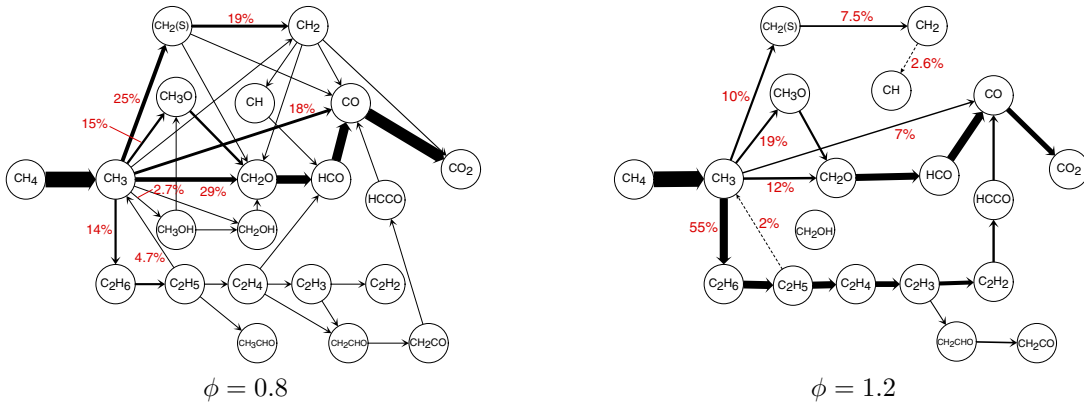 19%
CH2(S)
CH2
25%
CH3O
CH
18%
CO
15%
CH4
CH3
2.7%
29%
CH2O
HCO
CO2
HCCO
14%
CH3OH
CH2OH
4.7%
C2H6
C2H5
C2H4
C2H3
C2H2
CH3CHO
CH2CHO
CH2CO
ϕ = 0.8
7.5%
CH2(S)
CH2
2.6%
10%
CH3O
CH
CO
19%
7%
CH4
CH3
12%
CH2O
HCO
CO2
HCCO
55%
2%
CH2OH
C2H6
C2H5
C2H4
C2H3
C2H2
CH2CHO
CH2CO
ϕ = 1.2